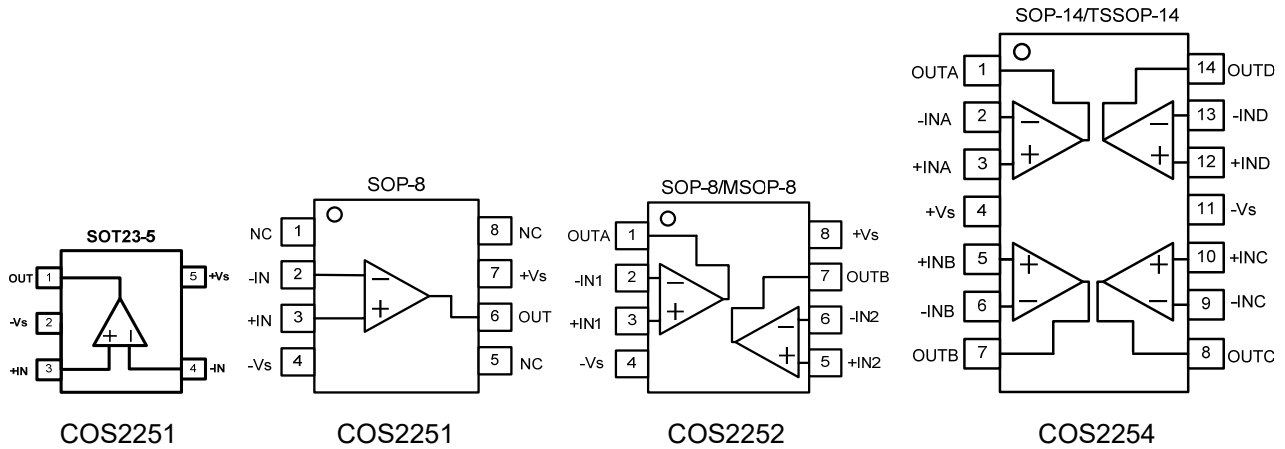 SOT23-5
OUT 1 5 +Vs
-Vs 2
+IN 3 4 -IN
COS2251
SOP-8
NC 1 8 NC
-IN 2 7 +Vs
+IN 3 6 OUT
-Vs 4 5 NC
COS2251
SOP-8/MSOP-8
OUTA 1 8 +Vs
-IN1 2 7 OUTB
+IN1 3 6 -IN2
-Vs 4 5 +IN2
COS2252
SOP-14/TSSOP-14
OUTA 1 14 OUTD
-INA 2 13 -IND
+INA 3 12 +IND
+Vs 4 11 -Vs
+INB 5 10 +INC
-INB 6 9 -INC
OUTB 7 8 OUTC
COS2254